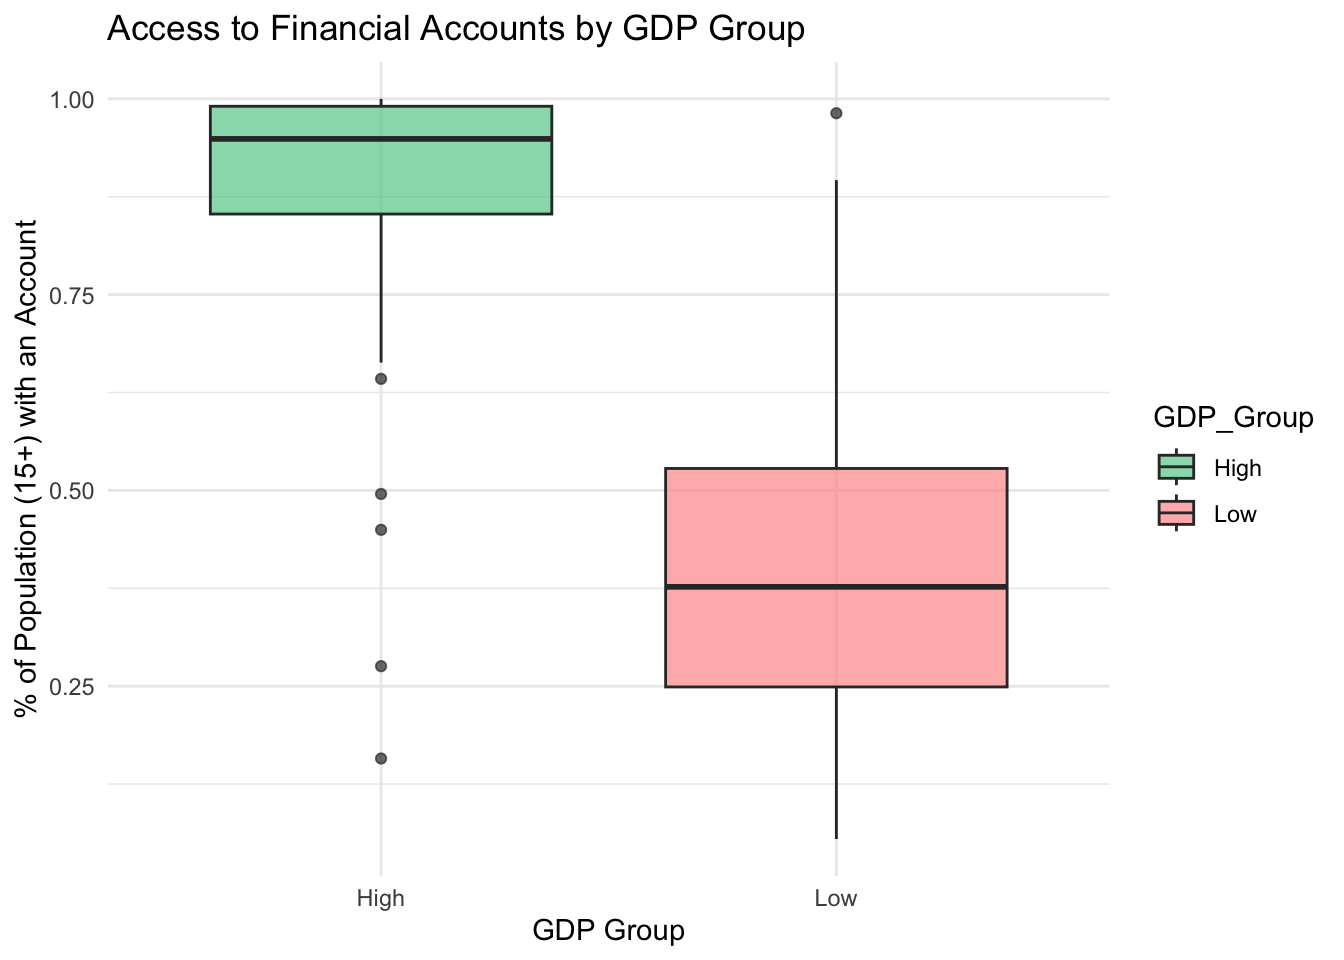 Access to Financial Accounts by GDP Group
% of Population (15+) with an Account
1.00
0.75
0.50
0.25
High
Low
GDP Group
GDP_Group
High
Low